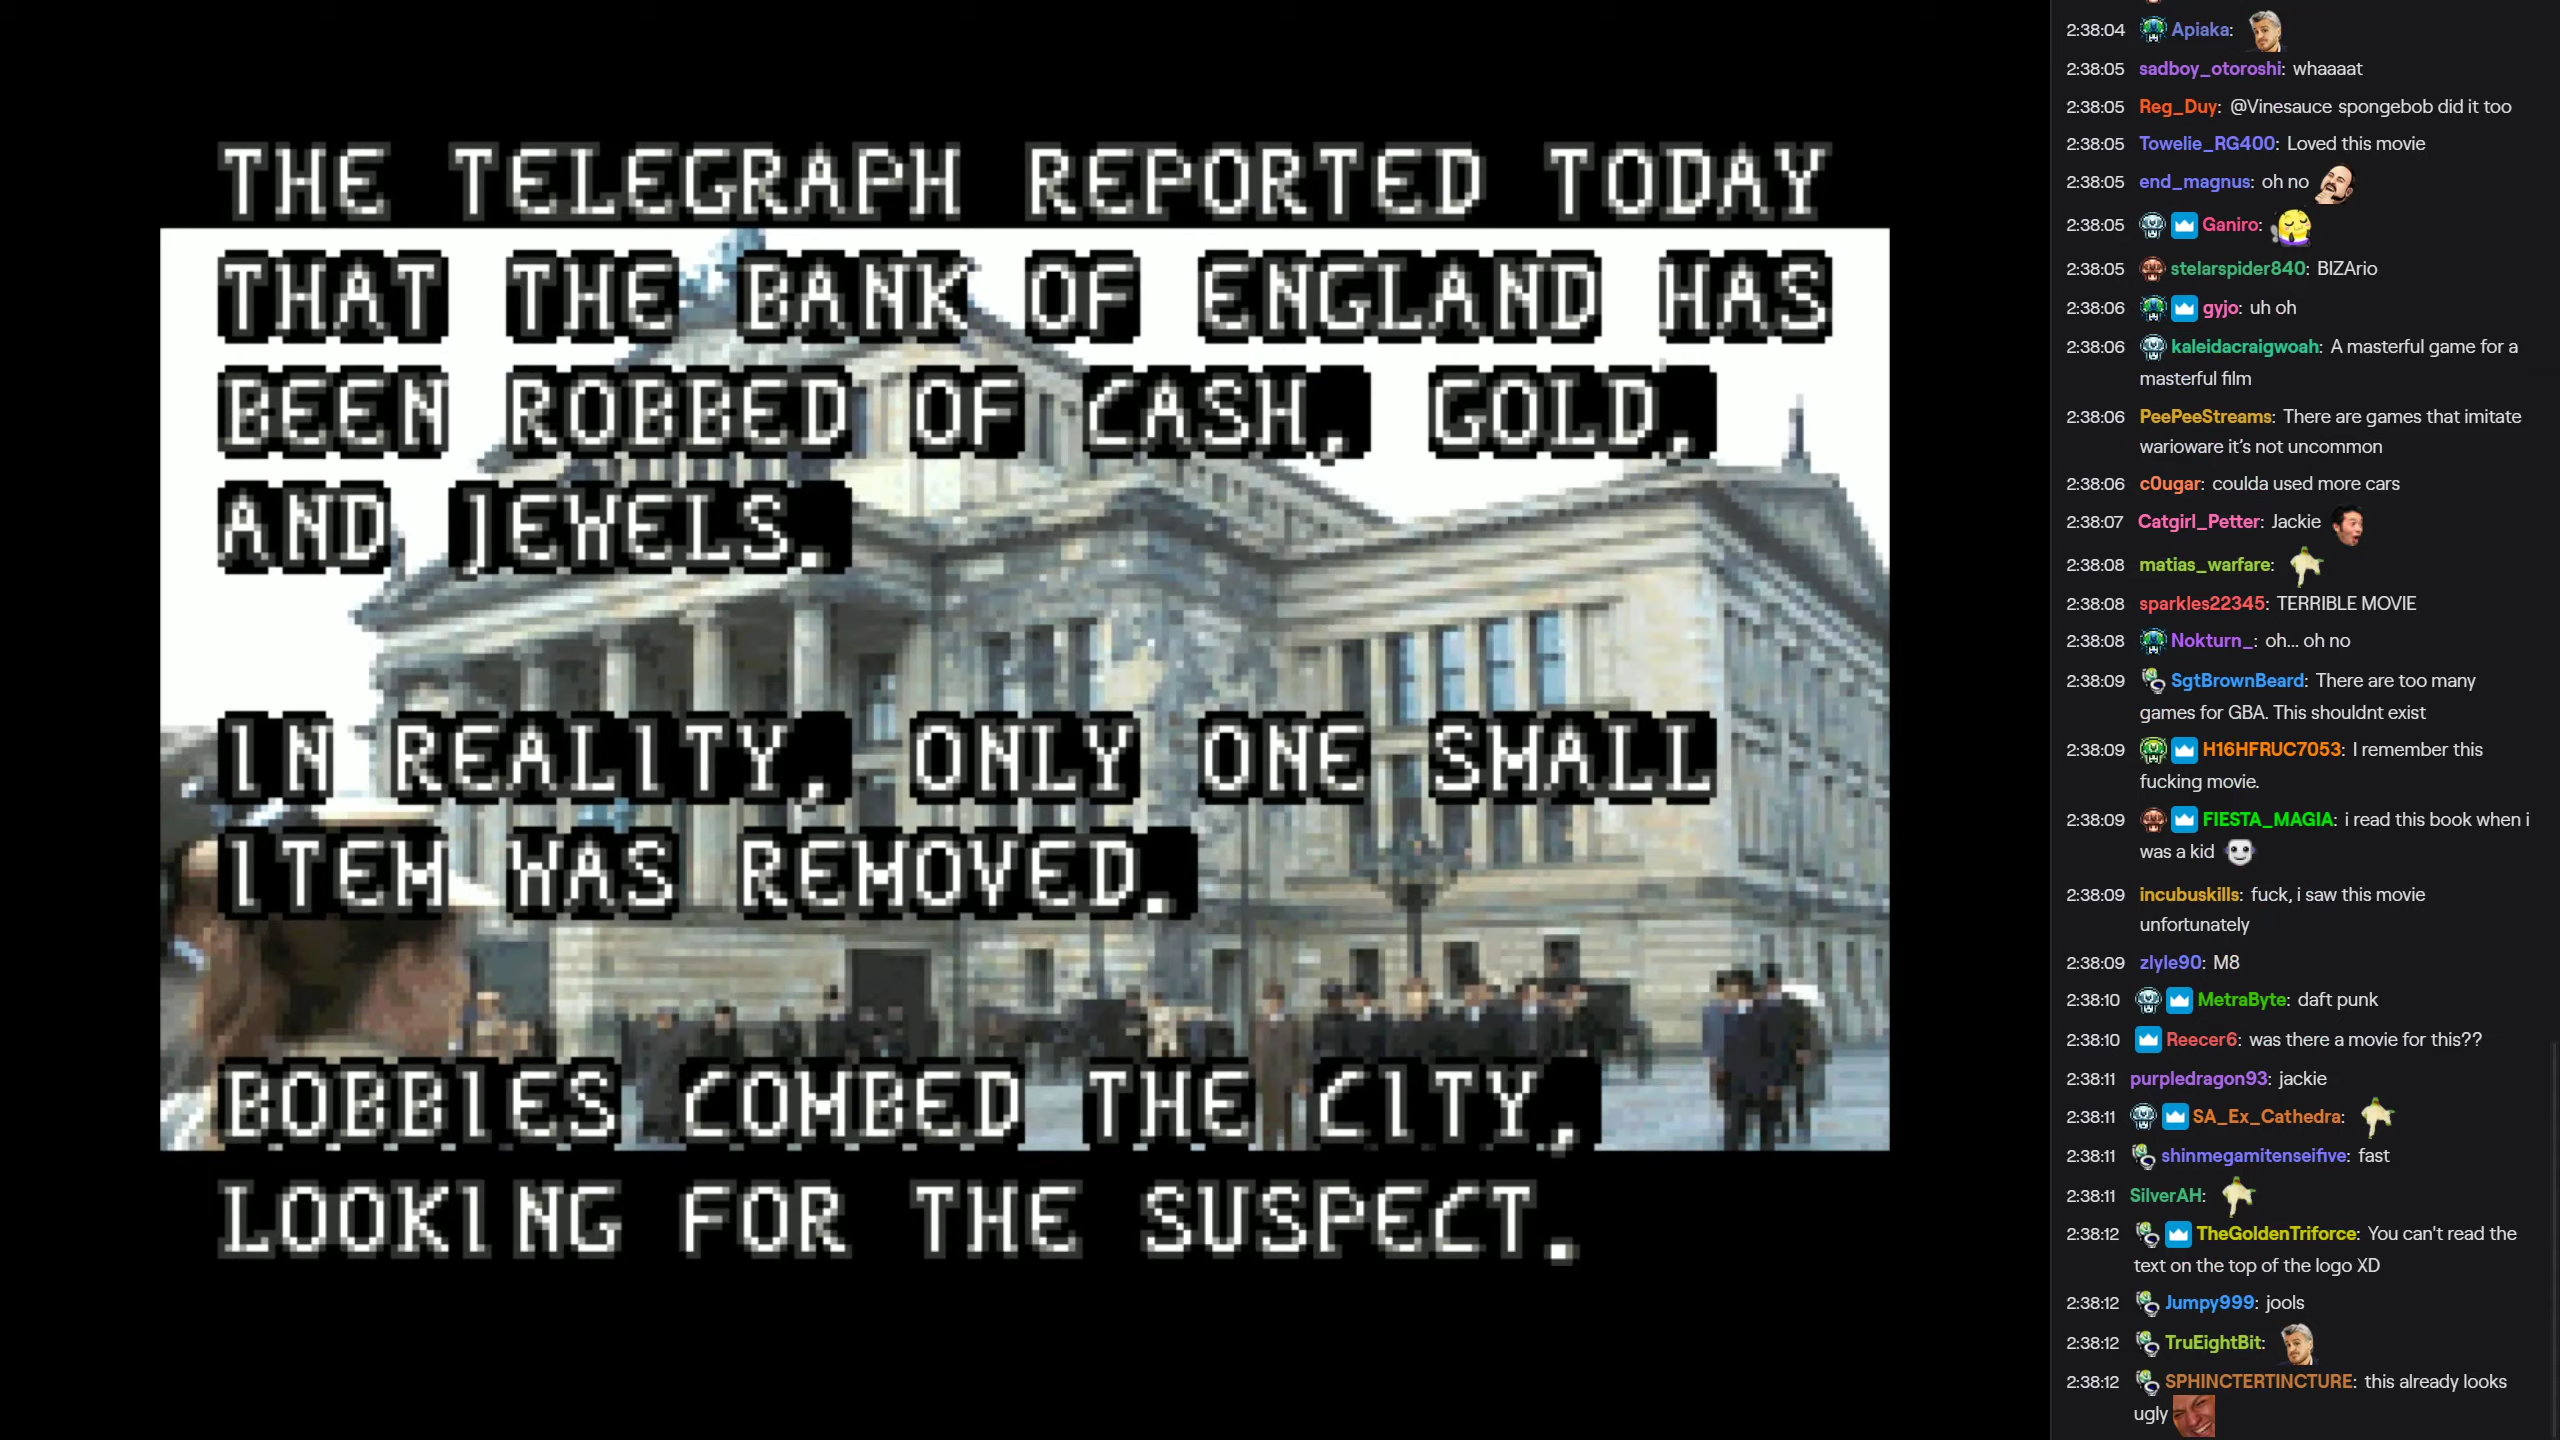 THE TELEGRAPH REPORTED TODAY
THAT THE BANK OF ENGLAND HAS
BEEN ROBBED OF CASH, GOLD,
AND JEWELS.
IN REALITY, ONLY ONE SMALL
ITEM WAS REMOVED.
BOBBIES COMBED THE CITY,
LOOKING FOR THE SUSPECT.
2:38:04 Apiaka:
2:38:05 sadboy_otoroshi: whaaaat
2:38:05 Reg_Duy: @Vinesauce spongebob did it too
2:38:05 Towelie_RG400: Loved this movie
2:38:05 end_magnus: oh no
2:38:05 Ganiro:
2:38:05 stelarspider840: BIZArio
2:38:06 gyjo: uh oh
2:38:06 kaleidacraigwoah: A masterful game for a
masterful film
2:38:06 PeePeeStreams: There are games that imitate
warioware it’s not uncommon
2:38:06 c0ugar: coulda used more cars
2:38:07 Catgirl_Petter: Jackie
2:38:08 matias_warfare:
2:38:08 sparkles22345: TERRIBLE MOVIE
2:38:08 Nokturn_: oh... oh no
2:38:09 SgtBrownBeard: There are too many
games for GBA. This shouldnt exist
2:38:09 H16HFRUC7053: I remember this
fucking movie.
2:38:09 FIESTA_MAGIA: i read this book when i
was a kid
2:38:09 incubuskills: fuck, i saw this movie
unfortunately
2:38:09 zlyle90: M8
2:38:10 MetraByte: daft punk
2:38:10 Reecer6: was there a movie for this??
2:38:11 purpledragon93: jackie
2:38:11 SA_Ex_Cathedra:
2:38:11 shinmegamitenseifive: fast
2:38:11 SilverAH:
2:38:12 TheGoldenTriforce: You can't read the
text on the top of the logo XD
2:38:12 Jumpy999: jools
2:38:12 TruEightBit:
2:38:12 SPHINCTERTINCTURE: this already looks
ugly